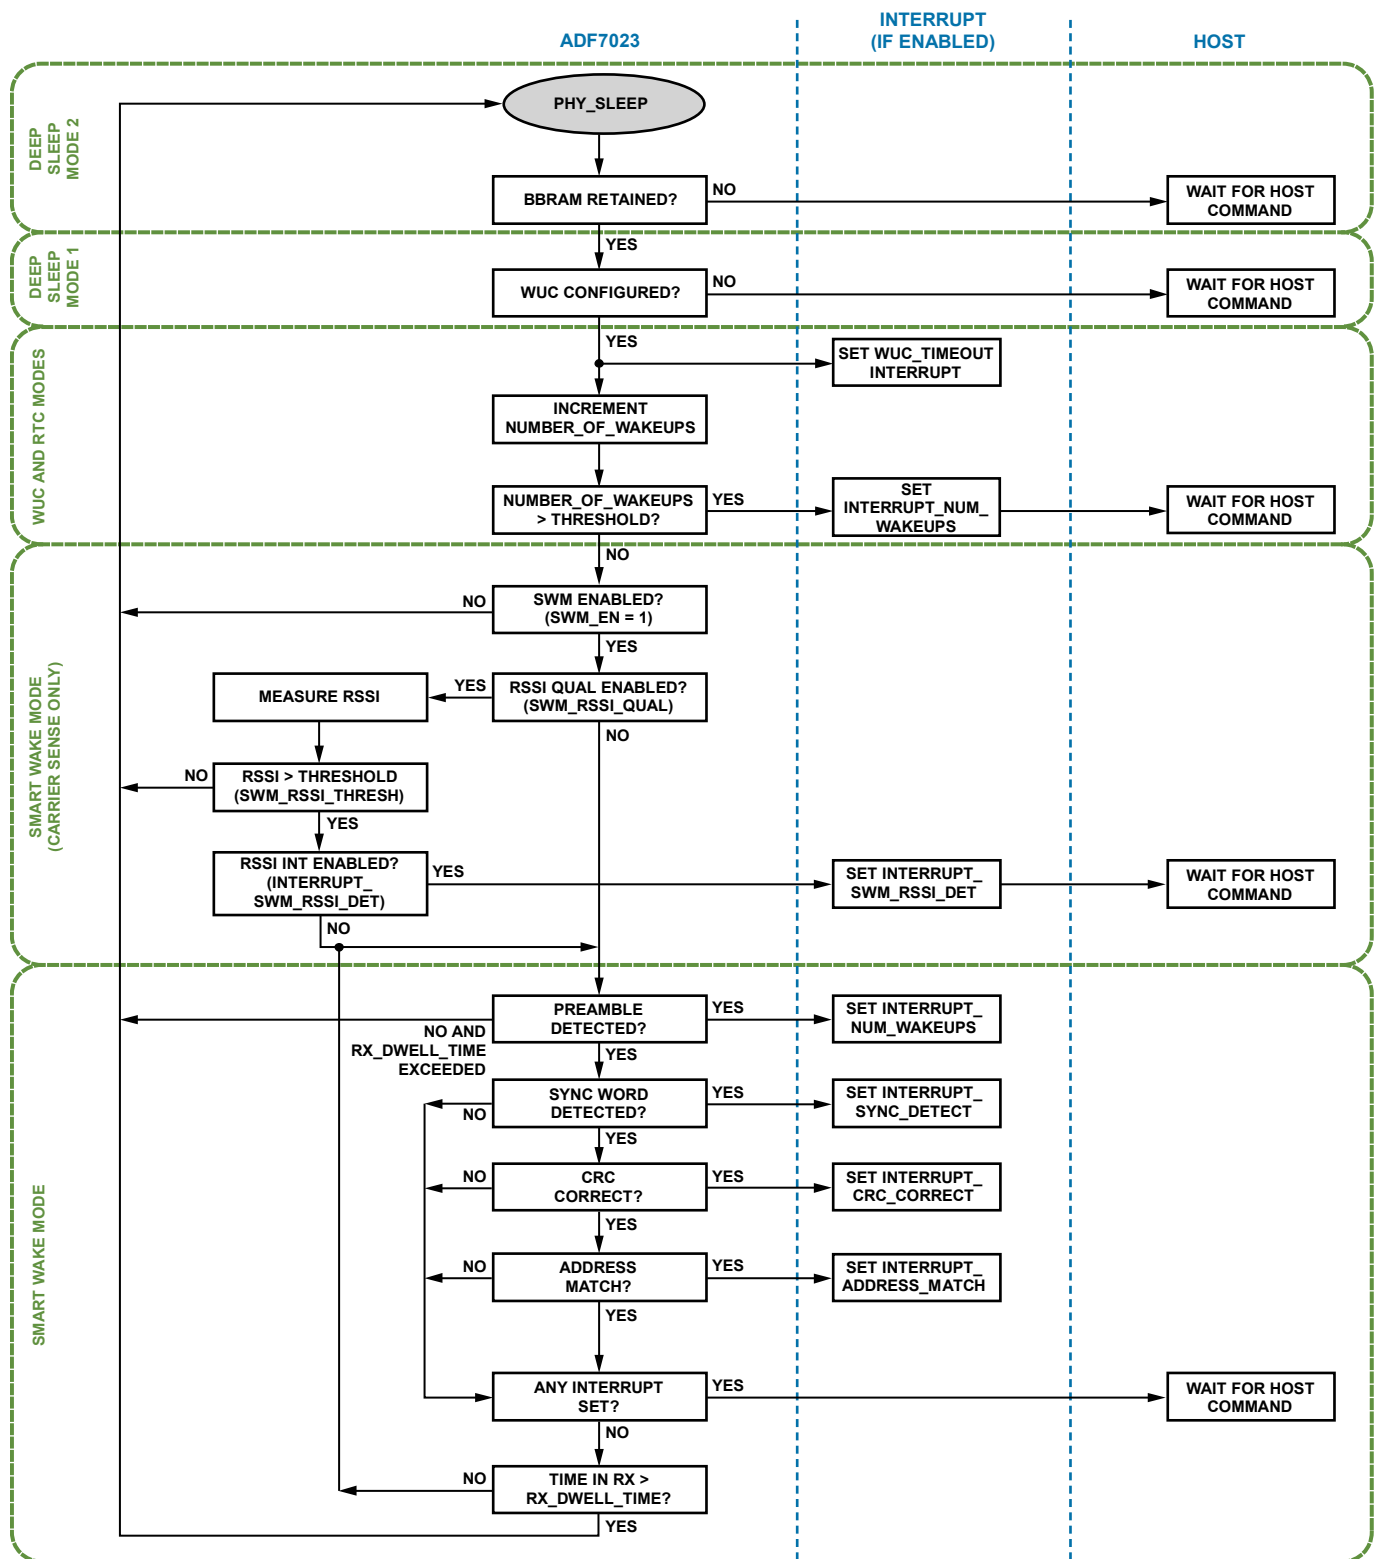 ADF7023
INTERRUPT
(IF ENABLED)
HOST
DEEP
SLEEP
MODE 2
PHY_SLEEP
BBRAM RETAINED?
NO
WAIT FOR HOST
COMMAND
YES
DEEP
SLEEP
MODE 1
WUC CONFIGURED?
NO
WAIT FOR HOST
COMMAND
YES
WUC AND RTC MODES
SET WUC_TIMEOUT
INTERRUPT
INCREMENT
NUMBER_OF_WAKEUPS
NUMBER_OF_WAKEUPS
> THRESHOLD?
YES
SET
INTERRUPT_NUM_
WAKEUPS
WAIT FOR HOST
COMMAND
NO
SMART WAKE MODE
(CARRIER SENSE ONLY)
NO
SWM ENABLED?
(SWM_EN = 1)
YES
MEASURE RSSI
YES
RSSI QUAL ENABLED?
(SWM_RSSI_QUAL)
NO
NO
RSSI > THRESHOLD
(SWM_RSSI_THRESH)
YES
RSSI INT ENABLED?
(INTERRUPT_
SWM_RSSI_DET)
YES
SET INTERRUPT_
SWM_RSSI_DET
WAIT FOR HOST
COMMAND
NO
SMART WAKE MODE
PREAMBLE
DETECTED?
YES
SET INTERRUPT_
NUM_WAKEUPS
NO AND
RX_DWELL_TIME
EXCEEDED
YES
NO
SYNC WORD
DETECTED?
YES
SET INTERRUPT_
SYNC_DETECT
YES
NO
CRC
CORRECT?
YES
SET INTERRUPT_
CRC_CORRECT
YES
NO
ADDRESS
MATCH?
YES
SET INTERRUPT_
ADDRESS_MATCH
YES
ANY INTERRUPT
SET?
YES
WAIT FOR HOST
COMMAND
NO
NO
TIME IN RX >
RX_DWELL_TIME?
YES